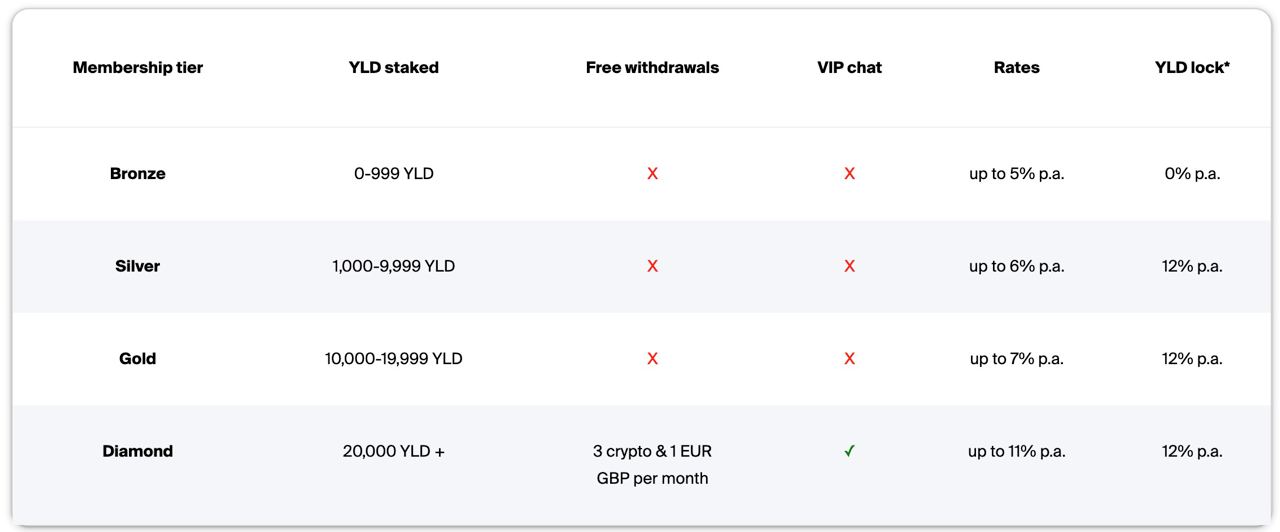 Membership tier YLD staked Free withdrawals VIP chat Rates YLD lock*
Bronze 0-999 YLD X X up to 5% p.a. 0% p.a.
Silver 1,000-9,999 YLD X X up to 6% p.a. 12% p.a.
Gold 10,000-19,999 YLD X X up to 7% p.a. 12% p.a.
Diamond 20,000 YLD + 3 crypto & 1 EUR ✓ up to 11% p.a. 12% p.a.
GBP per month